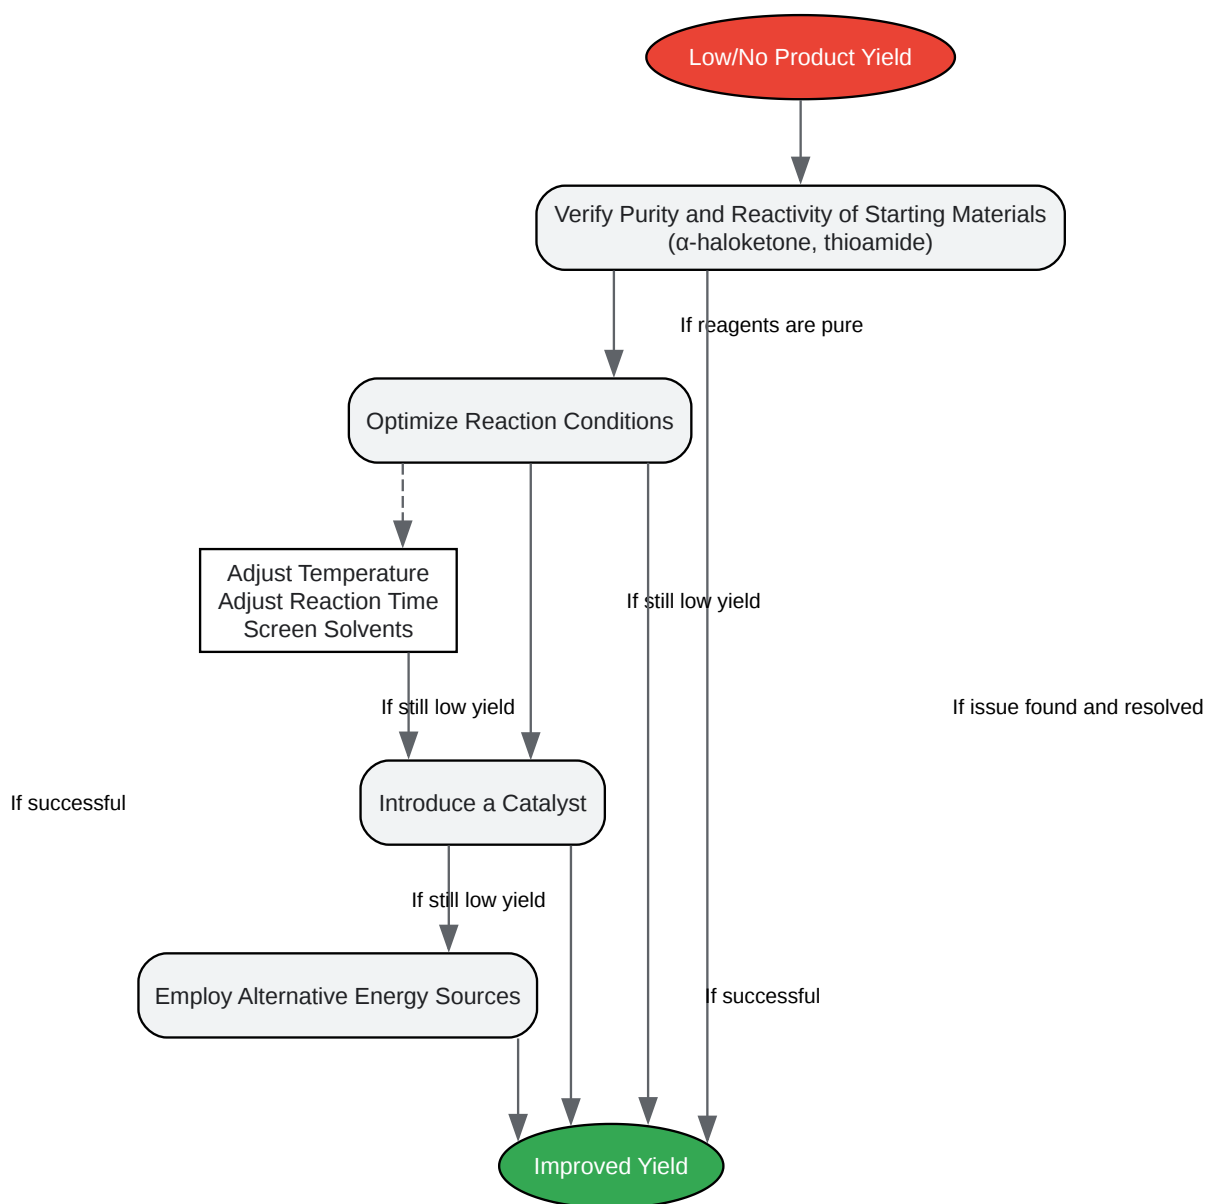 Low/No Product Yield
Verify Purity and Reactivity of Starting Materials
(α-haloketone, thioamide)
If reagents are pure
Optimize Reaction Conditions
Adjust Temperature
Adjust Reaction Time
Screen Solvents
If still low yield
If still low yield
If issue found and resolved
If successful
Introduce a Catalyst
If still low yield
Employ Alternative Energy Sources
If successful
Improved Yield